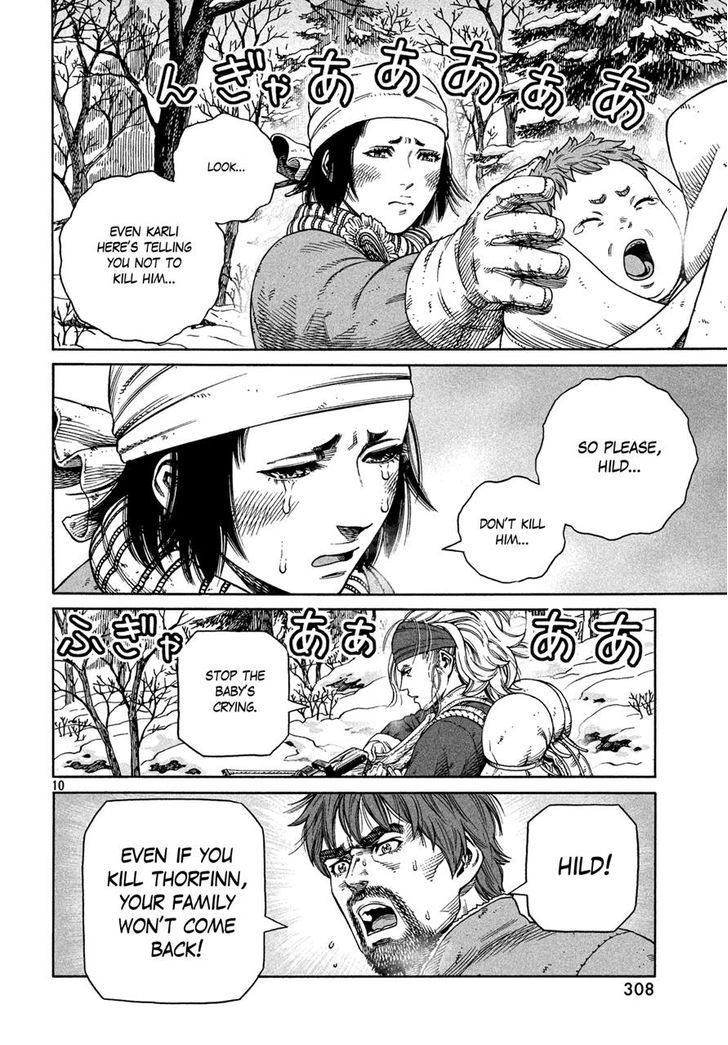 んぎゃああああああ
LOOK...
EVEN KARLI
HERE'S TELLING
YOU NOT TO
KILL HIM...
SO PLEASE,
HILD...
DON'T KILL
HIM...
ふぎゃあぁああ
STOP THE
BABY'S
CRYING.
10
HILD!
EVEN IF YOU
KILL THORFINN,
YOUR FAMILY
WON'T COME
BACK!
308